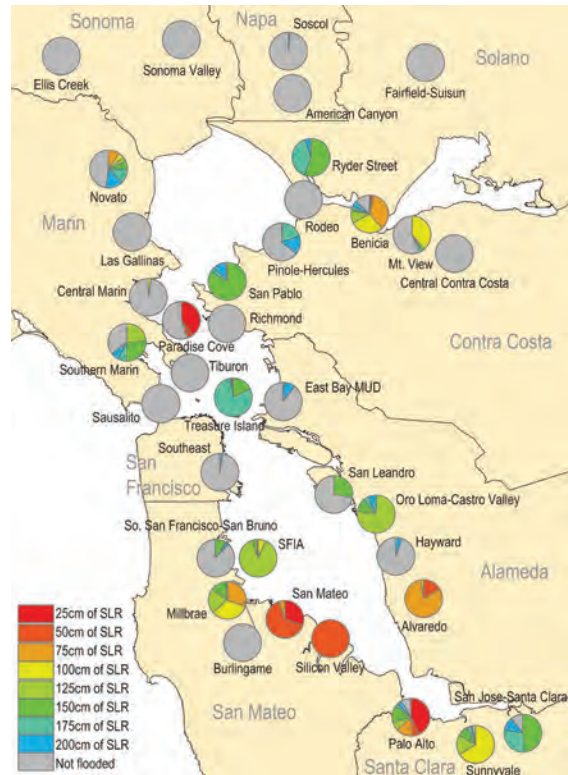 Sonoma
Napa
Soscol
Solano
Ellis Creek
Sonoma Valley
American Canyon
Fairfield-Suisun
Ryder Street
Novato
Marin
Rodeo
Benicia
Las Gallinas
Pinole-Hercules
Mt. View
Central Contra Costa
Central Marin
San Pablo
Richmond
Paradise Cove
Contra Costa
Southern Marin
Tiburon
East Bay MUD
Sausalito
Treasure Island
Southeast
San
Francisco
San Leandro
Oro Loma-Castro Valley
So. San Francisco-San Bruno
SFIA
Hayward
Alameda
Millbrae
San Mateo
Alvaredo
Burlingame
Silicon Valley
25cm of SLR
50cm of SLR
75cm of SLR
100cm of SLR
125cm of SLR
150cm of SLR
175cm of SLR
200cm of SLR
Not flooded
San Mateo
San Jose-Santa Clara
Palo Alto
Santa Clara
Sunnyvale